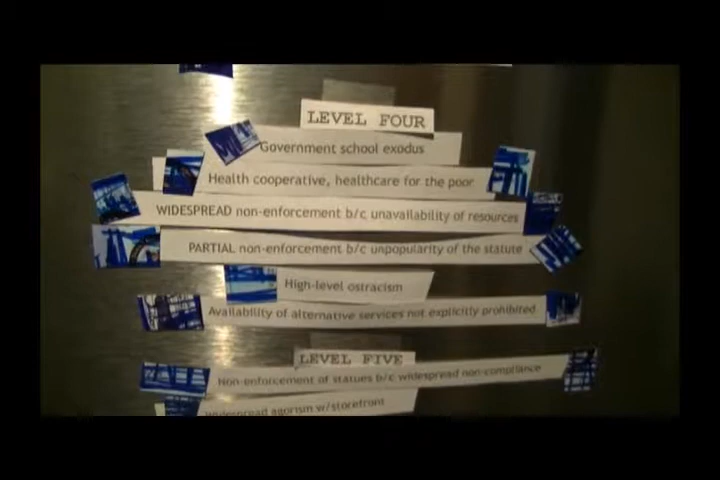 LEVEL FOUR
Government school exodus
Health cooperative, healthcare for the poor
WIDESPREAD non-enforcement b/c unavailability of resources
PARTIAL non-enforcement b/c unpopularity of the statute
High-level ostracism
Availability of alternative services not explicitly prohibited
LEVEL FIVE
Non-enforcement of statues b/c widespread non-compliance
Widespread agorism w/storefront